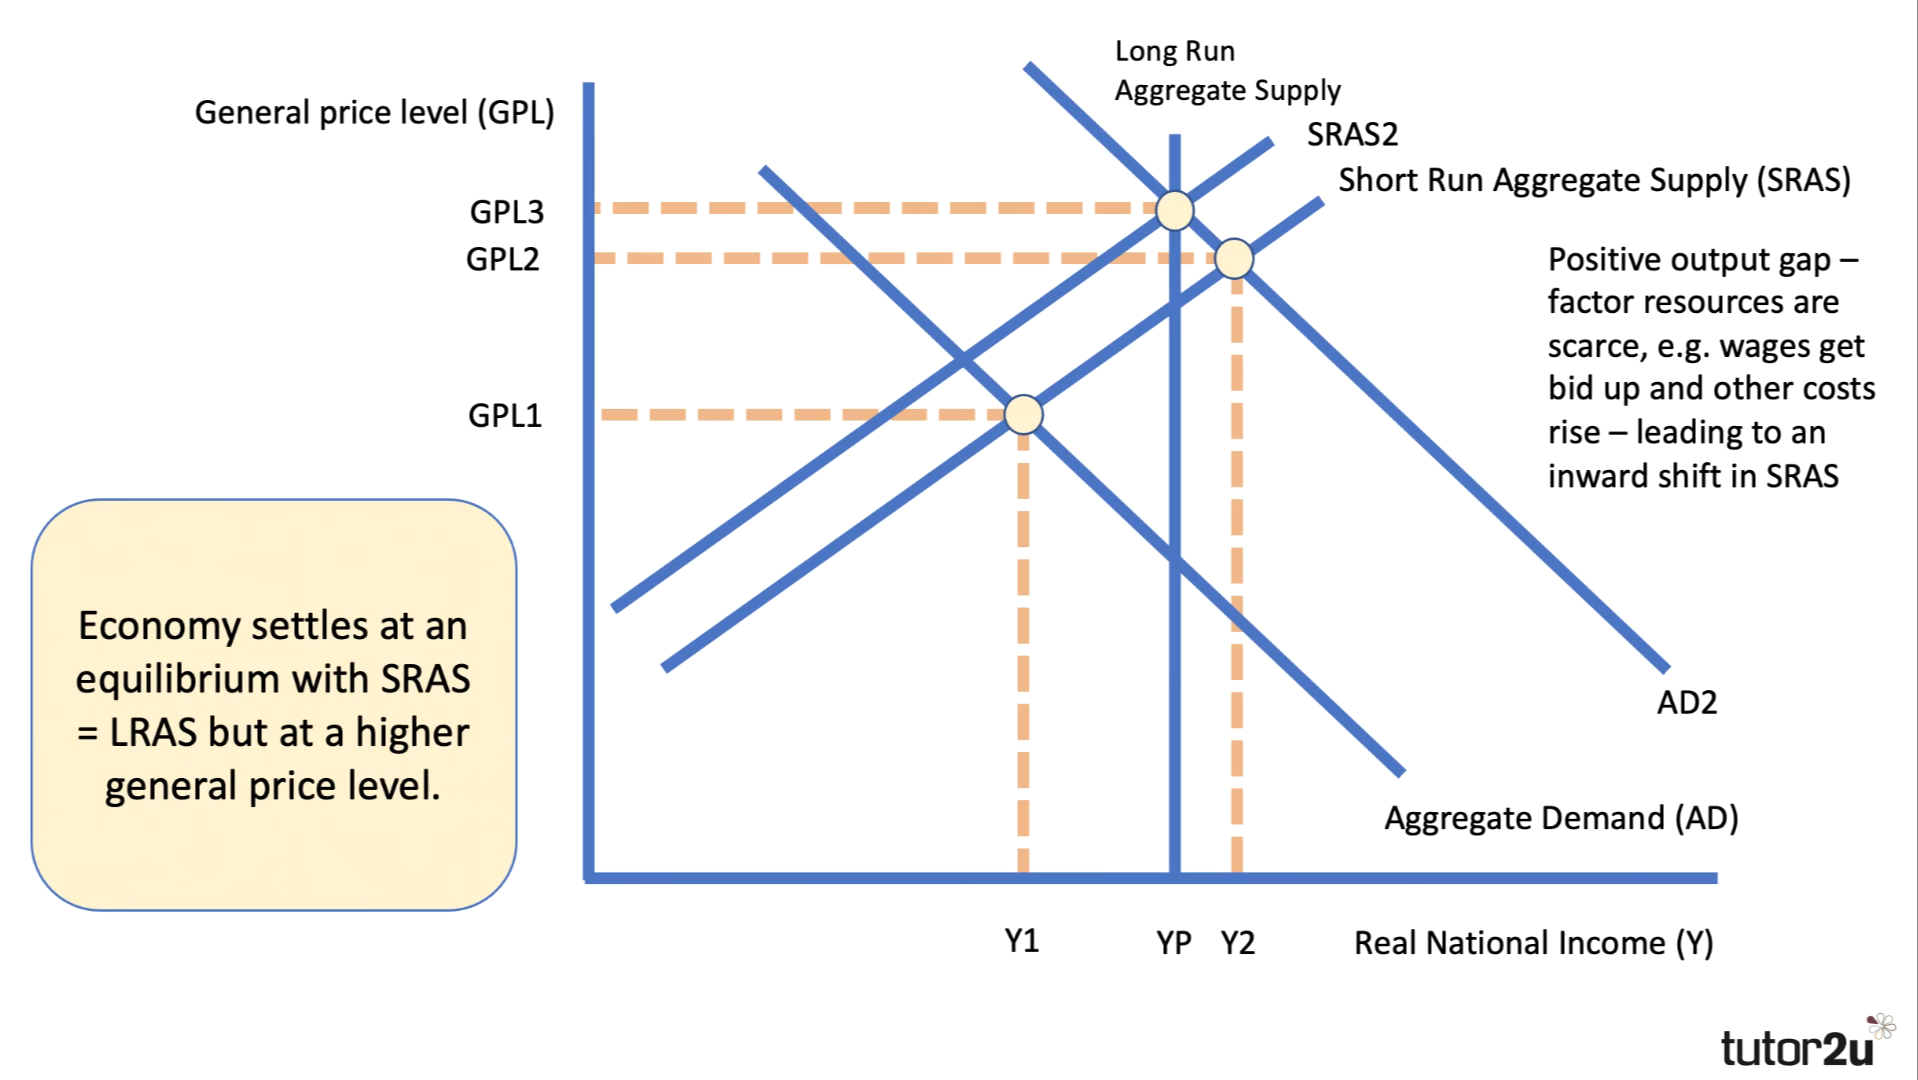 Long Run
Aggregate Supply
General price level (GPL)
SRAS2
Short Run Aggregate Supply (SRAS)
GPL3
GPL2
GPL1
Positive output gap –
factor resources are
scarce, e.g. wages get
bid up and other costs
rise – leading to an
inward shift in SRAS
Economy settles at an
equilibrium with SRAS
= LRAS but at a higher
general price level.
AD2
Aggregate Demand (AD)
Y1
YP
Y2
Real National Income (Y)
tutor2u